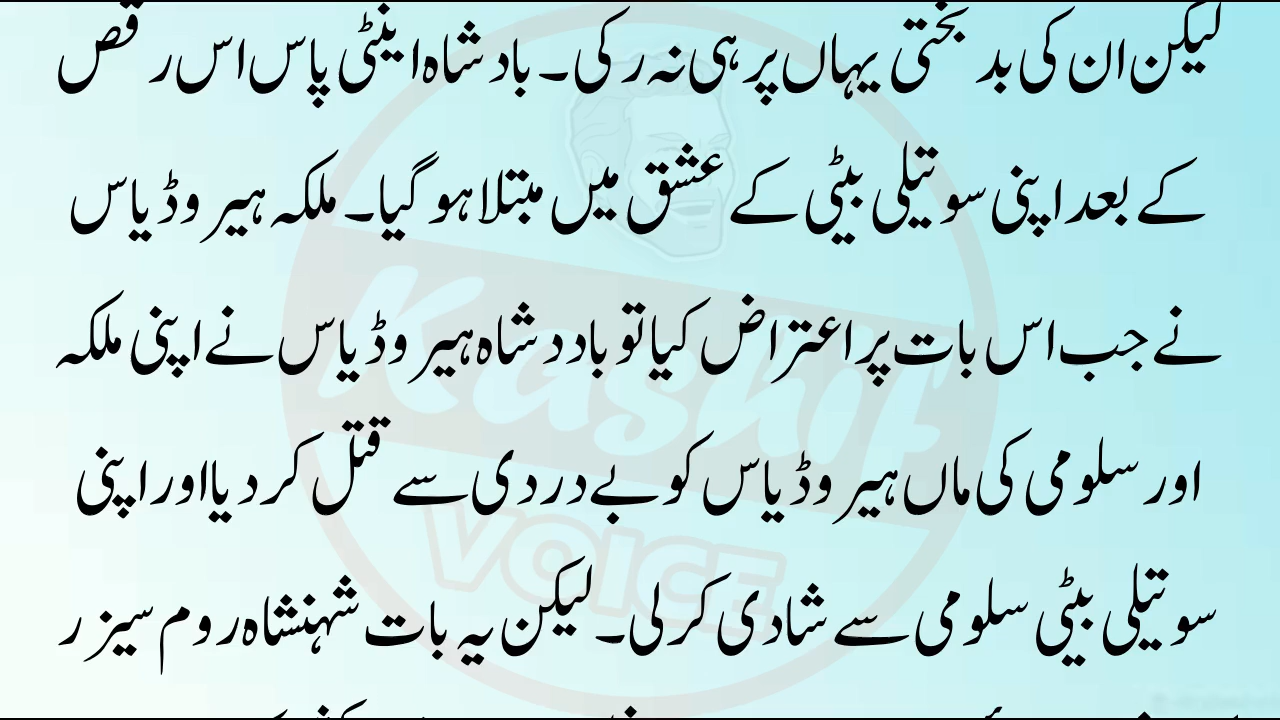 لیکن ان کی بد بختی یہاں پر ہی نہ رکی۔ بادشاہ اینٹی پاس اس رقص
کے بعد اپنی سوتیلی بیٹی کے عشق میں مبتلا ہو گیا۔ ملکہ ہیروڈیاس
نے جب اس بات پر اعتراض کیا تو باددشاہ ہیروڈیاس نے اپنی ملکہ
اور سلومی کی ماں ہیروڈیاس کو بے دردی سے قتل کر دیا اور اپنی
سوتیلی بیٹی سلومی سے شادی کر لی۔ لیکن یہ بات شہنشاہ روم سیزر
Kashif
VOICE